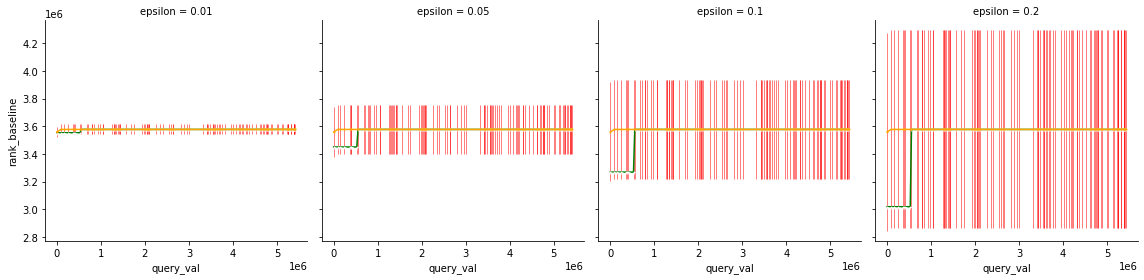 epsilon = 0.01 epsilon = 0.05 epsilon = 0.1 epsilon = 0.2
1e6
4.2
4.0
3.8
3.6
3.4
3.2
3.0
2.8
rank_baseline
0 1 2 3 4 5 0 1 2 3 4 5 0 1 2 3 4 5 0 1 2 3 4 5
1e6 1e6 1e6 1e6
query_val query_val query_val query_val